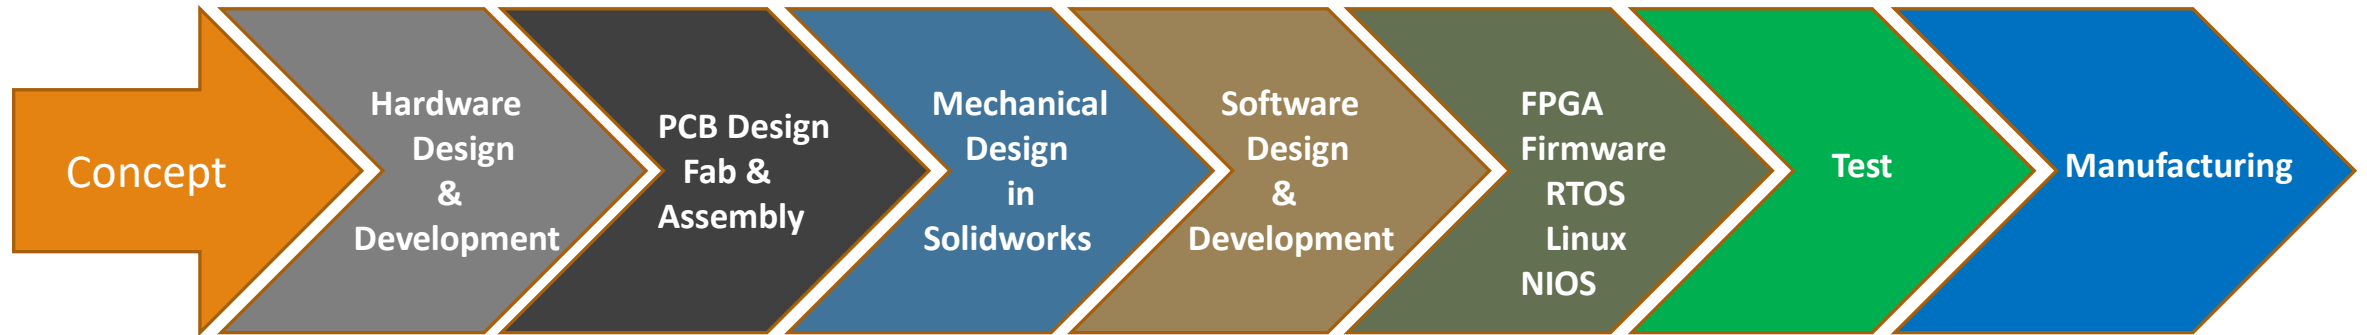 Concept
Hardware
Design
&
Development
PCB Design
Fab &
Assembly
Mechanical
Design
in
Solidworks
Software
Design
&
Development
FPGA
Firmware
RTOS
Linux
NIOS
Test
Manufacturing